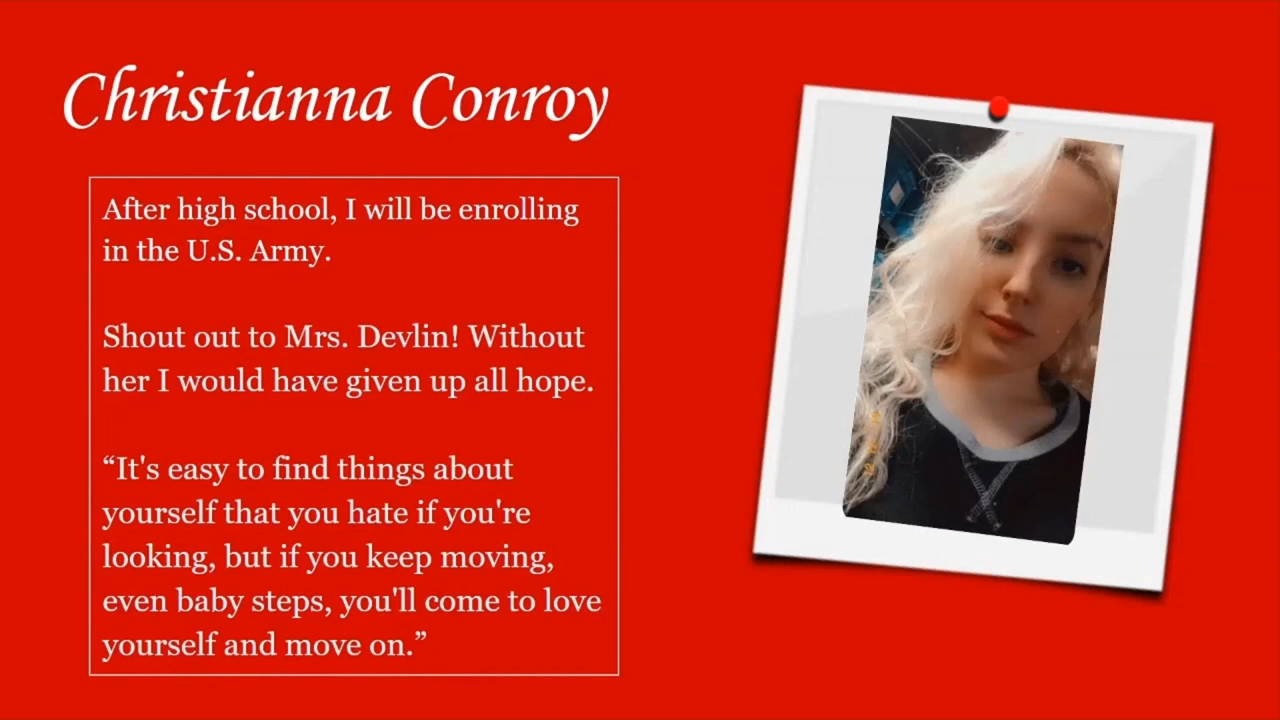 Christianna Conroy
After high school, I will be enrolling
in the U.S. Army.
Shout out to Mrs. Devlin! Without
her I would have given up all hope.
“It's easy to find things about
yourself that you hate if you're
looking, but if you keep moving,
even baby steps, you'll come to love
yourself and move on.”